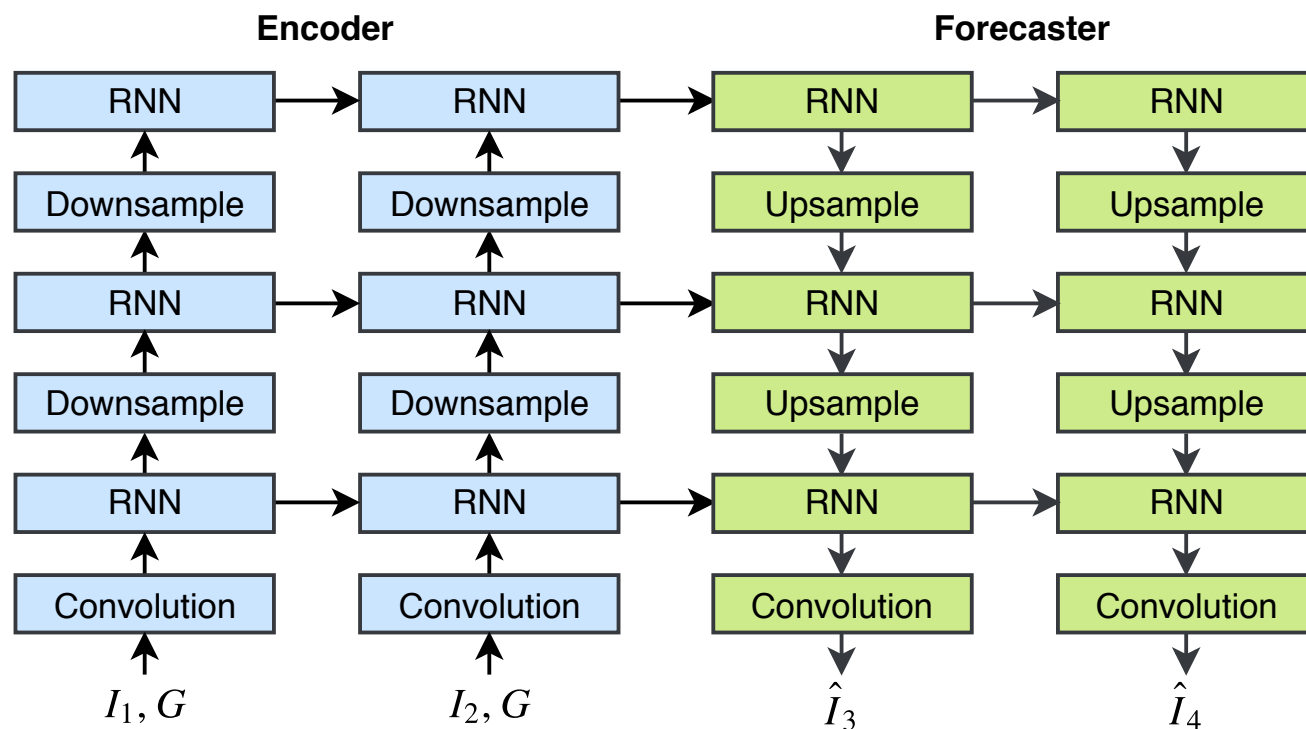 Encoder Forecaster
RNN RNN RNN RNN
Downsample Downsample Upsample Upsample
RNN RNN RNN RNN
Downsample Downsample Upsample Upsample
RNN RNN RNN RNN
Convolution Convolution Convolution Convolution
I₁, G I₂, G Î₃ Î₄